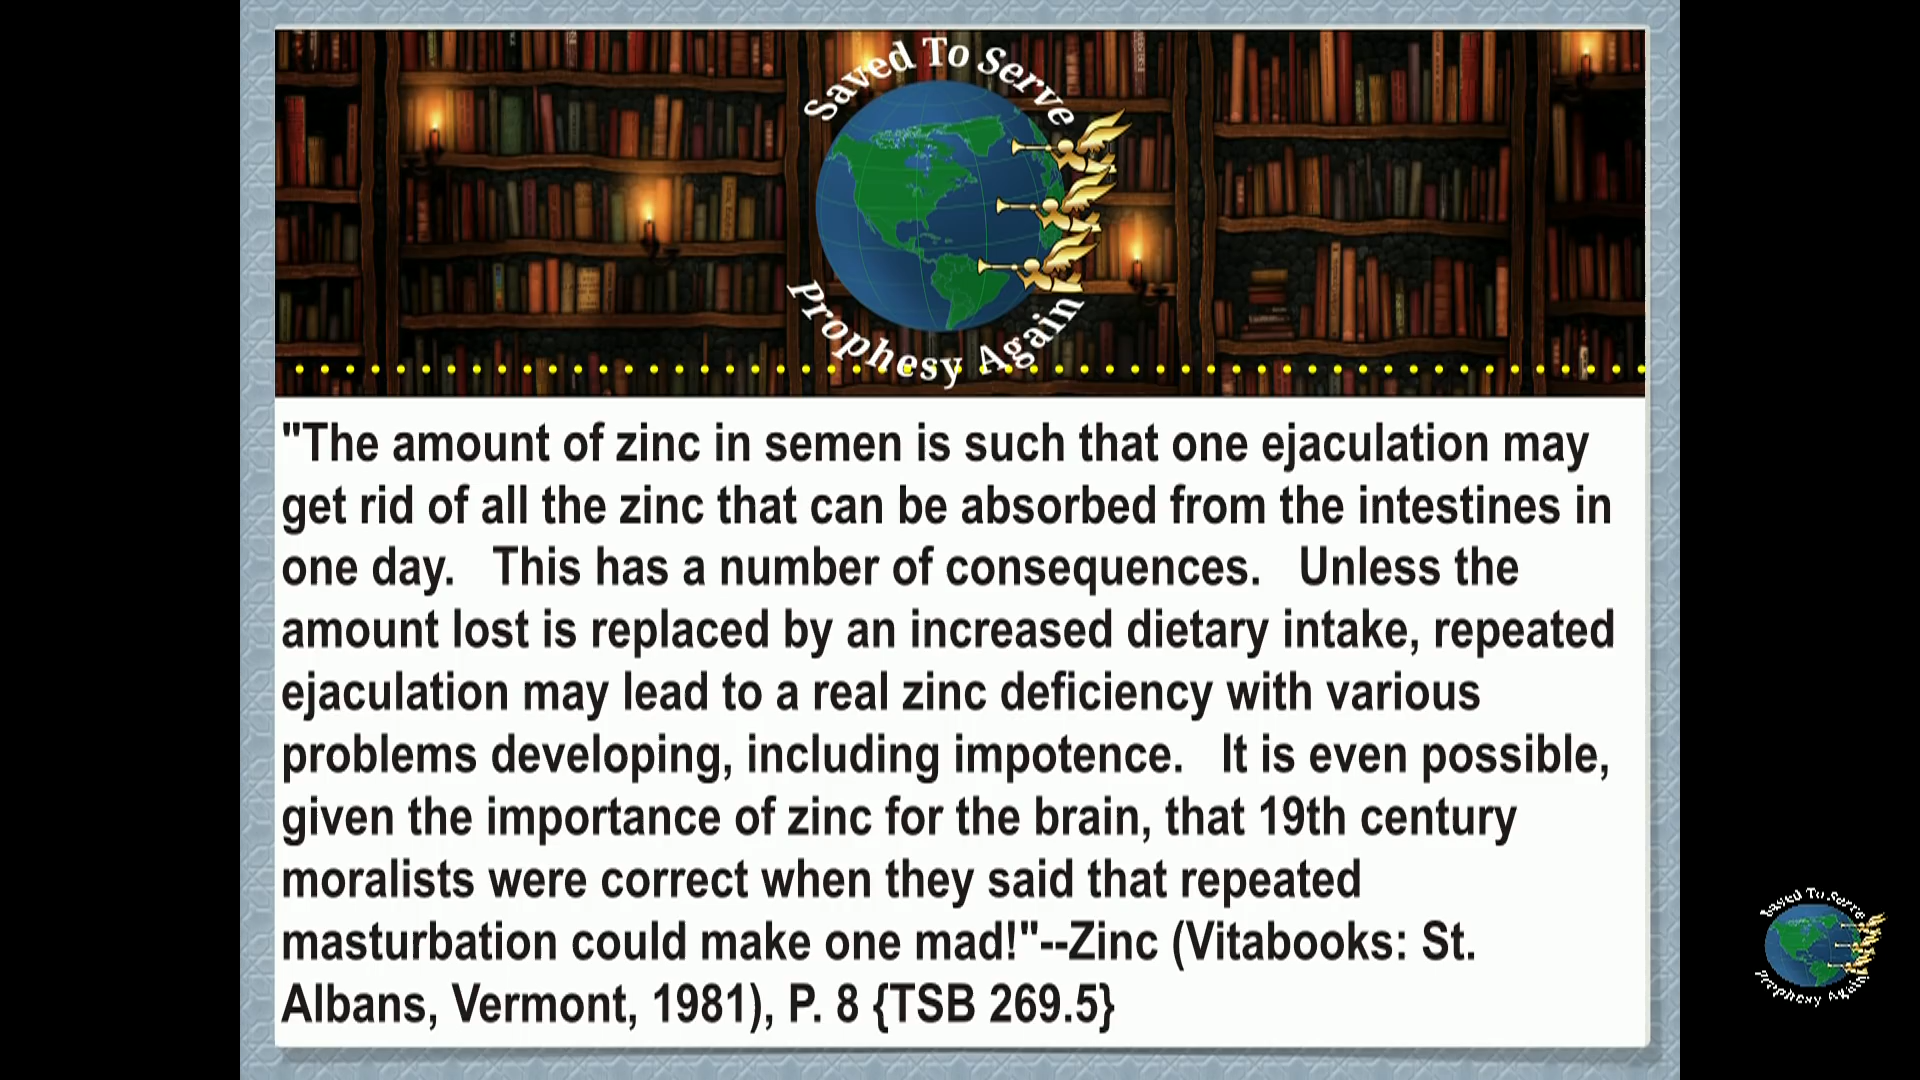 Saved To Serve
Prophesy Again
"The amount of zinc in semen is such that one ejaculation may
get rid of all the zinc that can be absorbed from the intestines in
one day.   This has a number of consequences.   Unless the
amount lost is replaced by an increased dietary intake, repeated
ejaculation may lead to a real zinc deficiency with various
problems developing, including impotence.   It is even possible,
given the importance of zinc for the brain, that 19th century
moralists were correct when they said that repeated
masturbation could make one mad!"--Zinc (Vitabooks: St.
Albans, Vermont, 1981), P. 8 {TSB 269.5}
Saved To Serve
Prophesy Again